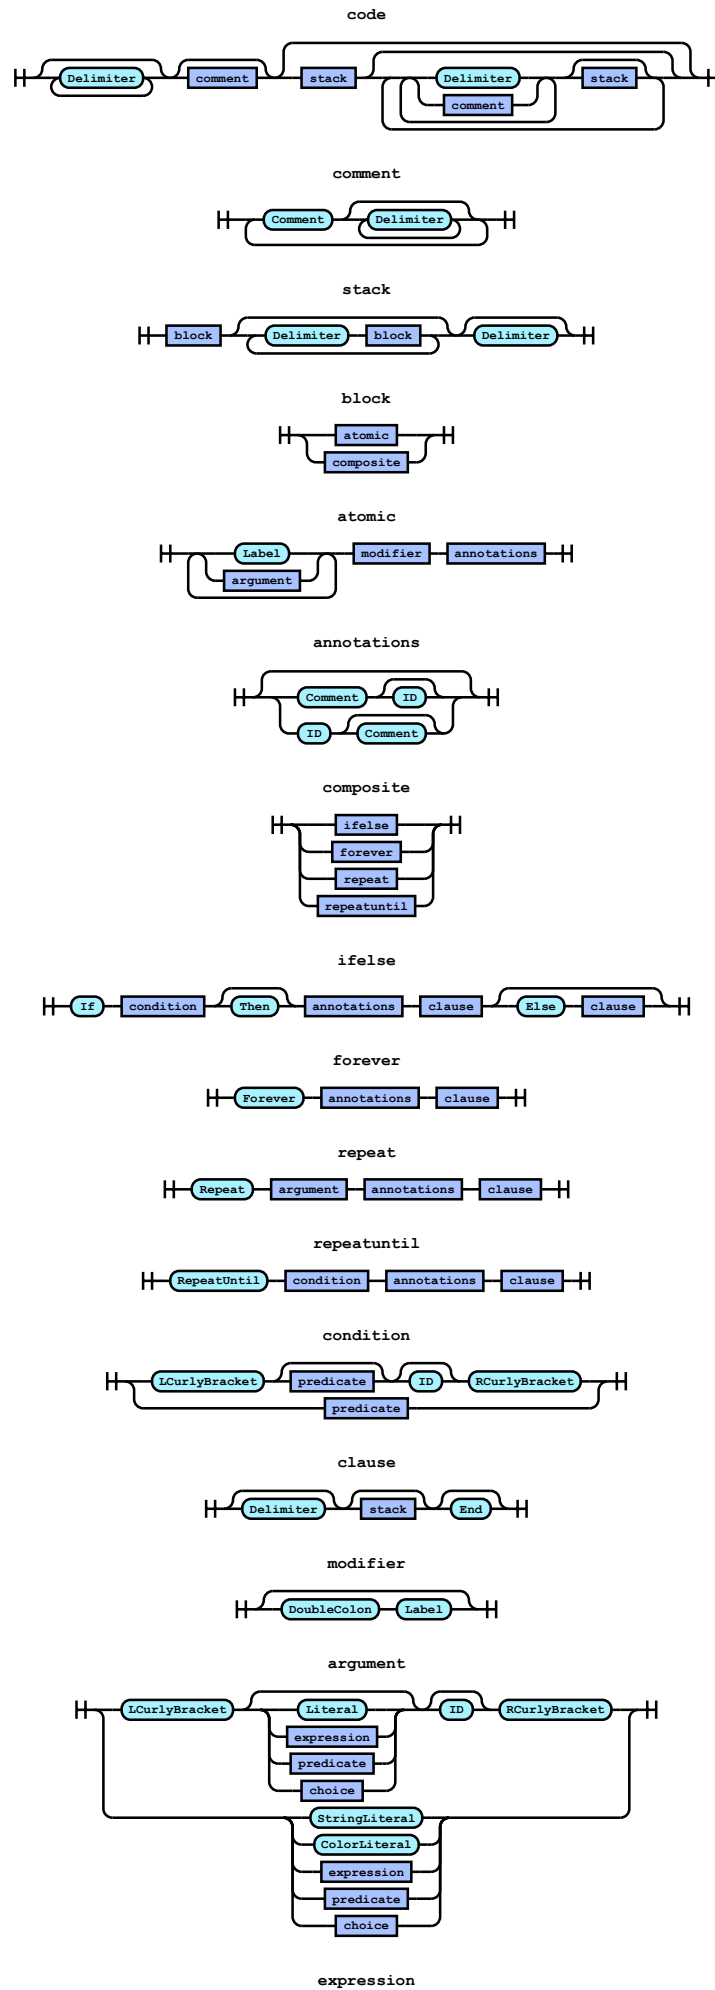 code
Delimiter comment stack Delimiter stack
comment
comment
Comment Delimiter
stack
block Delimiter block Delimiter
block
atomic
composite
atomic
Label modifier annotations
argument
annotations
Comment ID
ID Comment
composite
ifelse
forever
repeat
repeatuntil
ifelse
If condition Then annotations clause Else clause
forever
Forever annotations clause
repeat
Repeat argument annotations clause
repeatuntil
RepeatUntil condition annotations clause
condition
LCurlyBracket predicate ID RCurlyBracket
predicate
clause
Delimiter stack End
modifier
DoubleColon Label
argument
LCurlyBracket Literal ID RCurlyBracket
expression
predicate
choice
StringLiteral
ColorLiteral
expression
predicate
choice
expression